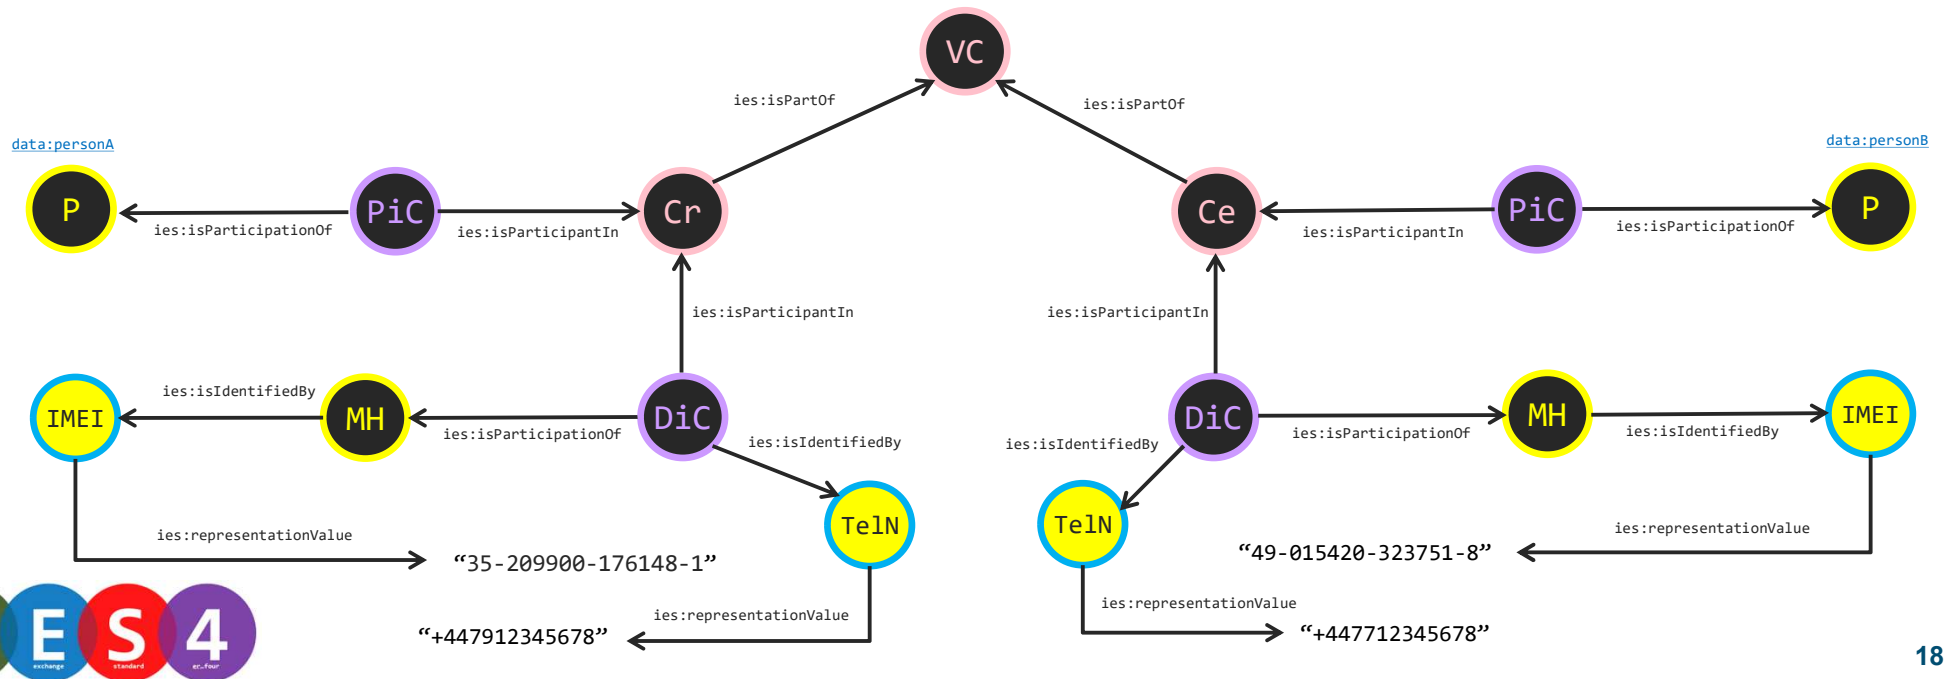 VC
ies:isPartOf
ies:isPartOf
data:personA
data:personB
P
PiC
Cr
Ce
PiC
P
ies:isParticipationOf
ies:isParticipantIn
ies:isParticipantIn
ies:isParticipationOf
ies:isParticipantIn
ies:isParticipantIn
IMEI
ies:isIdentifiedBy
MH
ies:isParticipationOf
DiC
DiC
ies:isParticipationOf
MH
ies:isIdentifiedBy
IMEI
ies:isIdentifiedBy
ies:isIdentifiedBy
TelN
TelN
ies:representationValue
ies:representationValue
“35-209900-176148-1”
“49-015420-323751-8”
ies:representationValue
ies:representationValue
“+447912345678”
“+447712345678”
E S 4
exchange standard er_four
18